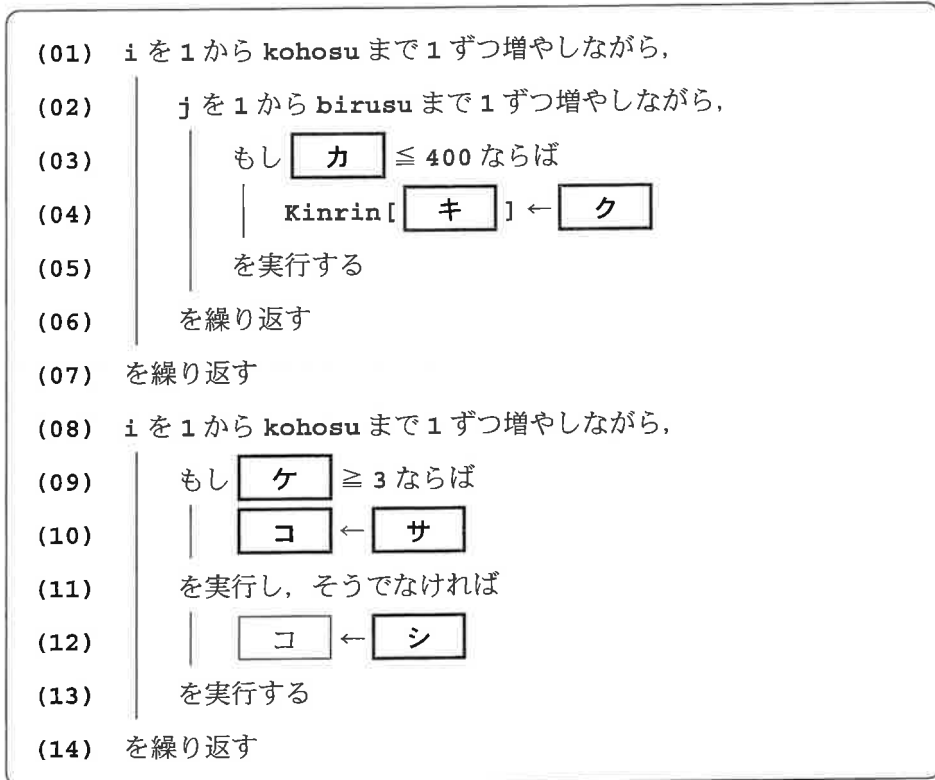 (01) i を 1 から kohosu まで 1 ずつ増やしながら,
(02) j を 1 から birusu まで 1 ずつ増やしながら,
(03) もし カ ≦ 400 ならば
(04) Kinrin[ キ ] ← ク
(05) を実行する
(06) を繰り返す
(07) を繰り返す
(08) i を 1 から kohosu まで 1 ずつ増やしながら,
(09) もし ケ ≧ 3 ならば
(10) コ ← サ
(11) を実行し,そうでなければ
(12) コ ← シ
(13) を実行する
(14) を繰り返す